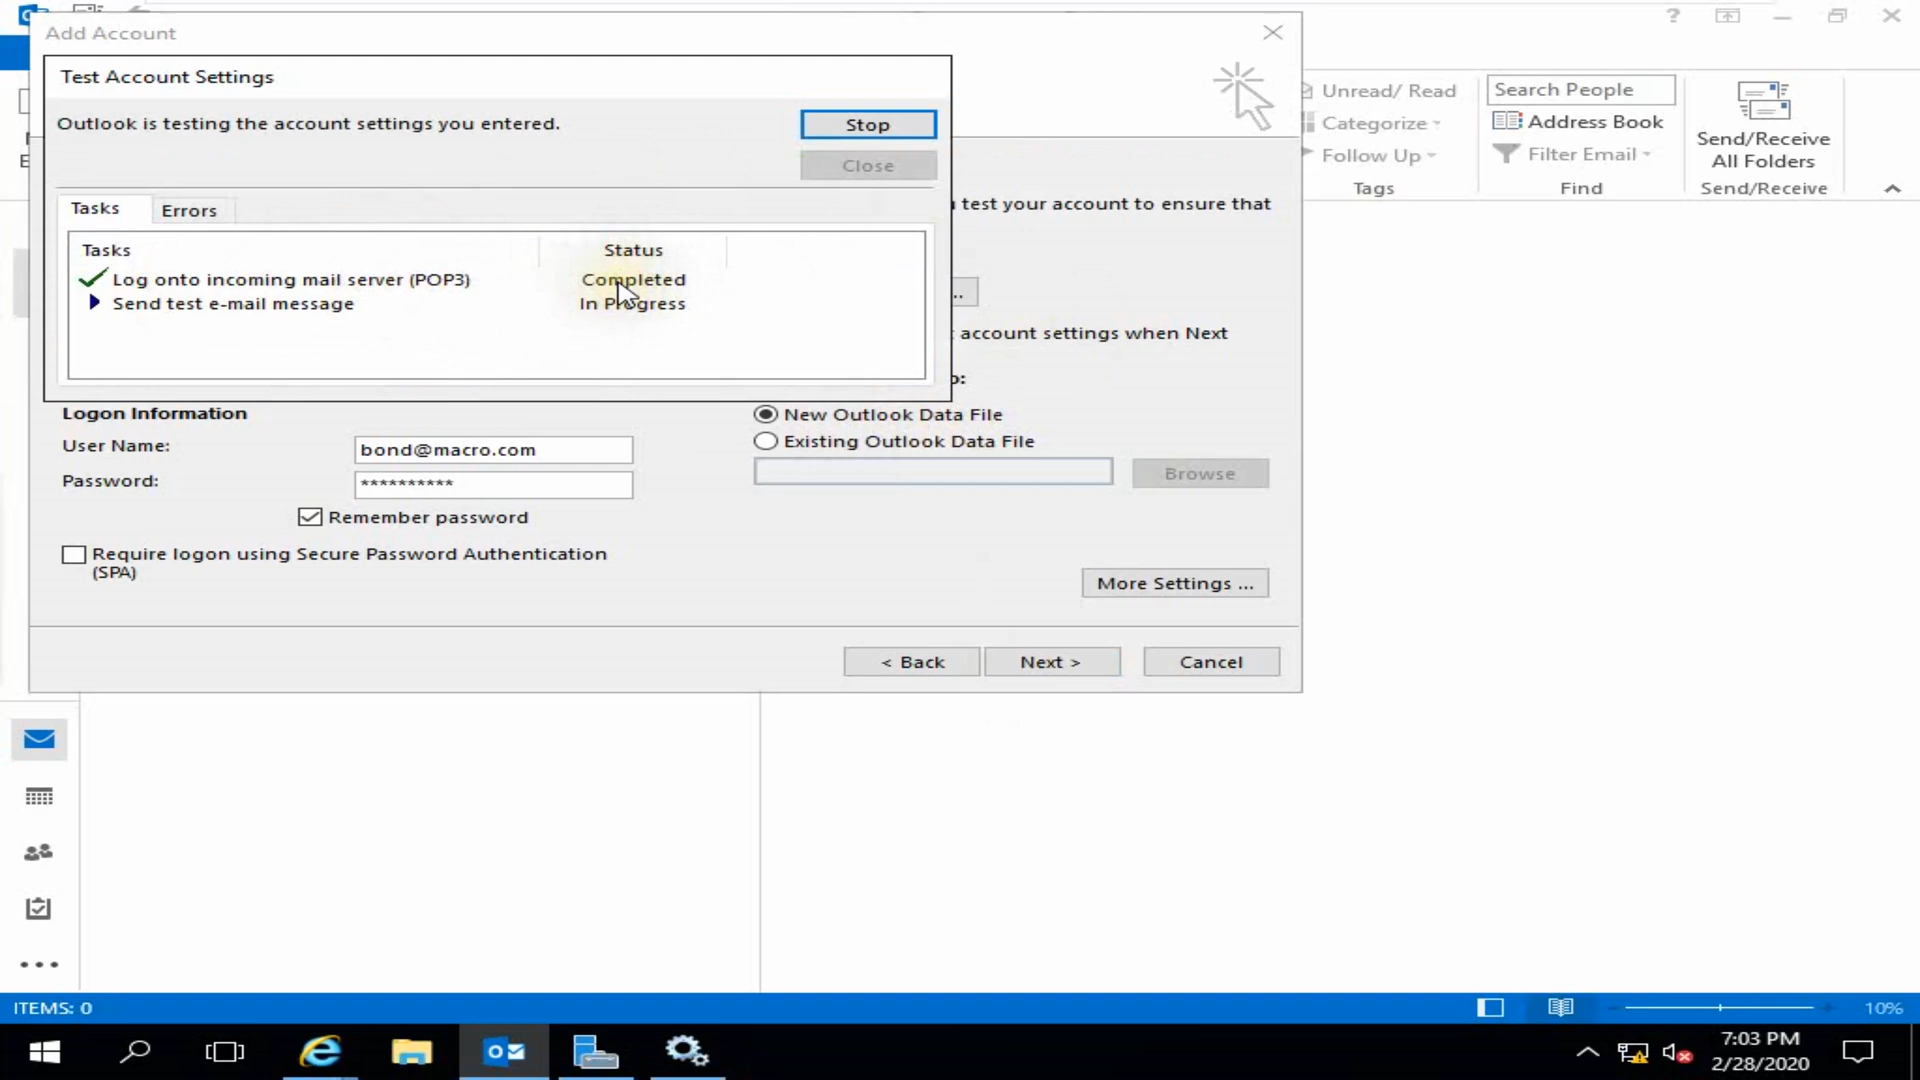 Add Account
Test Account Settings
Outlook is testing the account settings you entered.
Stop
Close
Tasks
Errors
Tasks
Status
Log onto incoming mail server (POP3)
Completed
Send test e-mail message
In Progress
test your account to ensure that
..
account settings when Next
o:
Logon Information
User Name:
bond@macro.com
Password:
**********
Remember password
Require logon using Secure Password Authentication
(SPA)
New Outlook Data File
Existing Outlook Data File
Browse
More Settings ...
< Back
Next >
Cancel
Unread/ Read
Categorize
Follow Up
Tags
Search People
Address Book
Filter Email
Find
Send/Receive
All Folders
Send/Receive
ITEMS: 0
10%
7:03 PM
2/28/2020